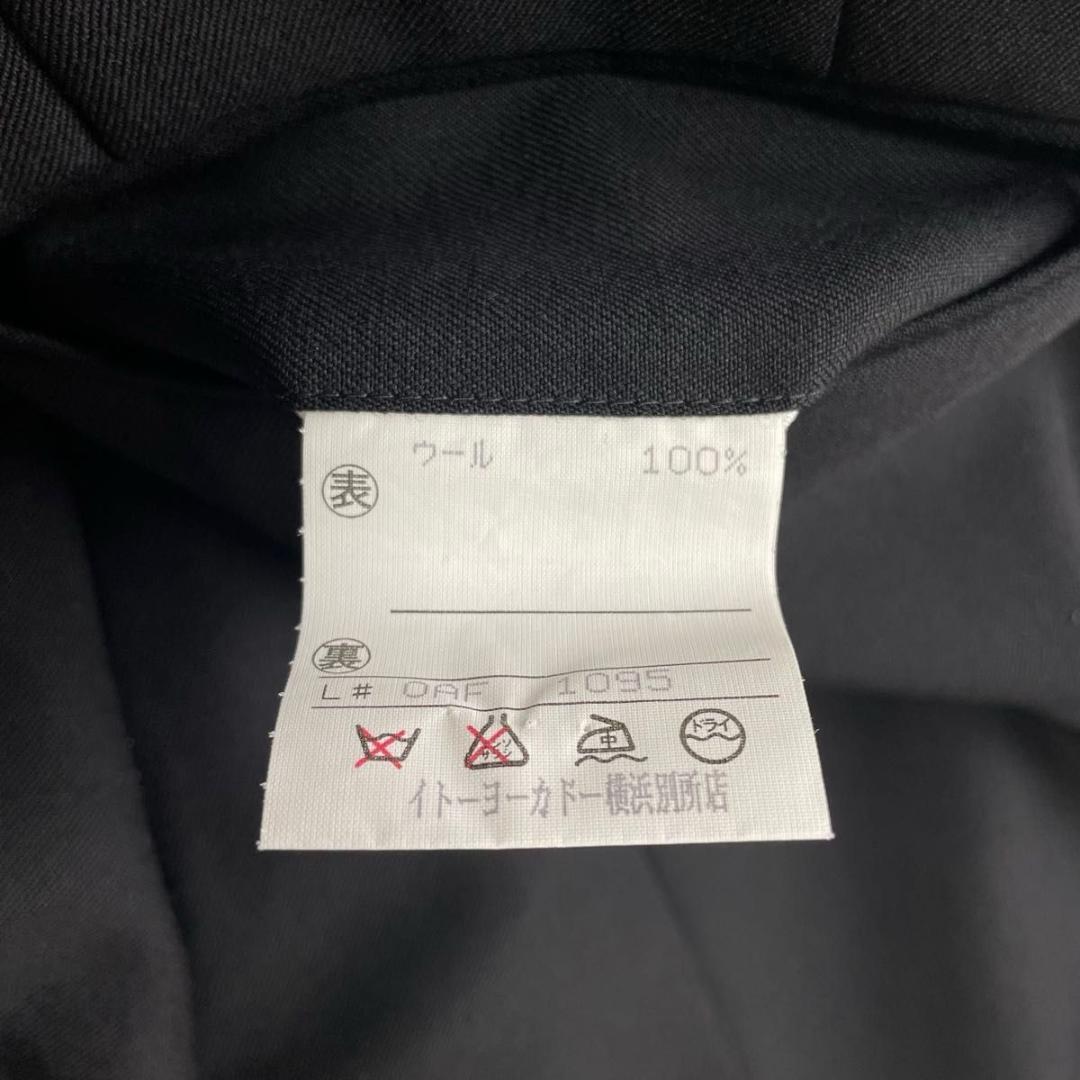 ウール 100%
表
裏
L# OAF 1095
中 ドライ
イトーヨーカドー横浜別所店